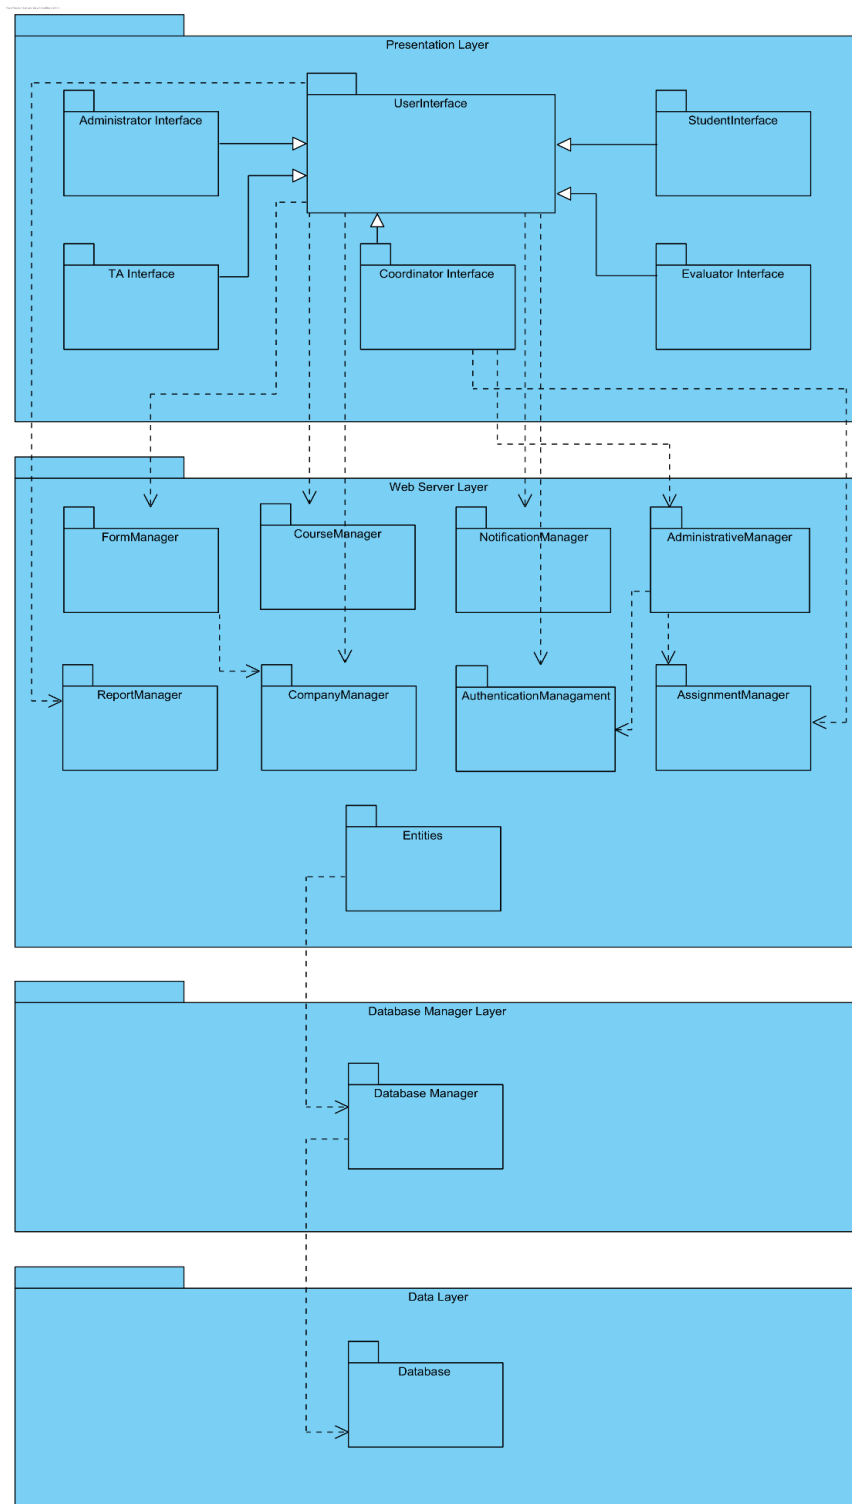 Presentation Layer
UserInterface
Administrator Interface
StudentInterface
TA Interface
Coordinator Interface
Evaluator Interface
Web Server Layer
FormManager
CourseManager
NotificationManager
AdministrativeManager
ReportManager
CompanyManager
AuthenticationManagament
AssignmentManager
Entities
Database Manager Layer
Database Manager
Data Layer
Database